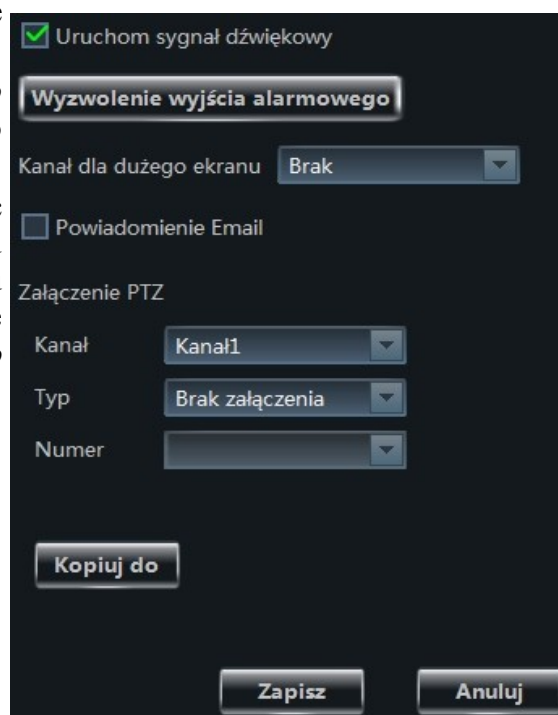 Uruchom sygnał dźwiękowy
Wyzwolenie wyjścia alarmowego
Kanał dla dużego ekranu Brak
Powiadomienie Email
Załączenie PTZ
Kanał Kanał1
Typ Brak załączenia
Numer
Kopiuj do
Zapisz Anuluj